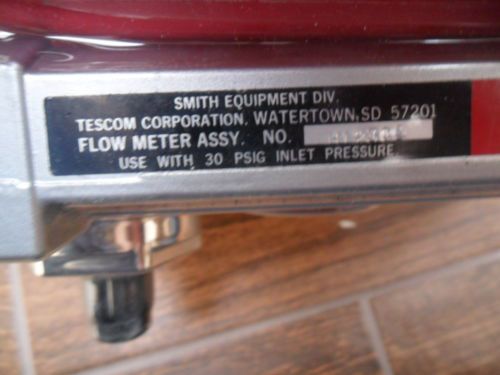 SMITH EQUIPMENT DIV.
TESCOM CORPORATION, WATERTOWN,SD 57201
FLOW METER ASSY. NO.
USE WITH 30 PSIG INLET PRESSURE.